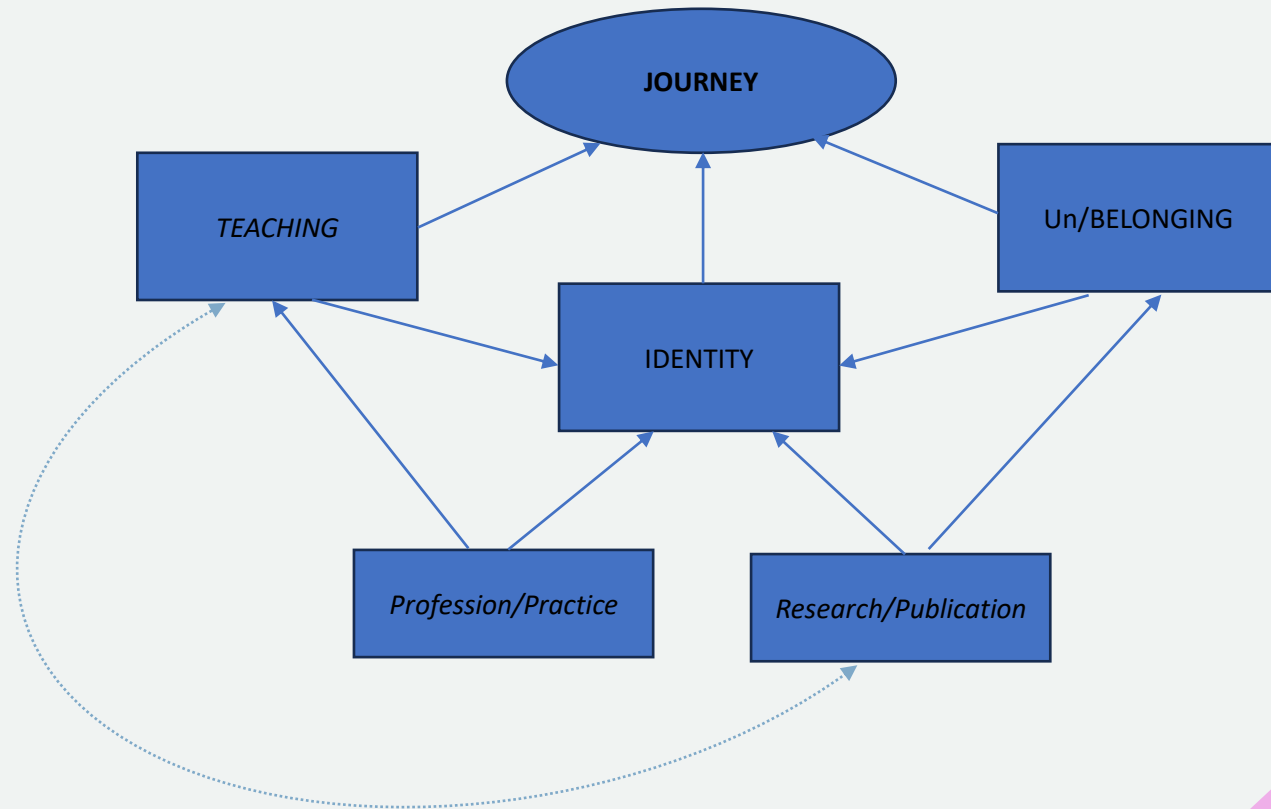 JOURNEY
TEACHING
Un/BELONGING
IDENTITY
Profession/Practice
Research/Publication